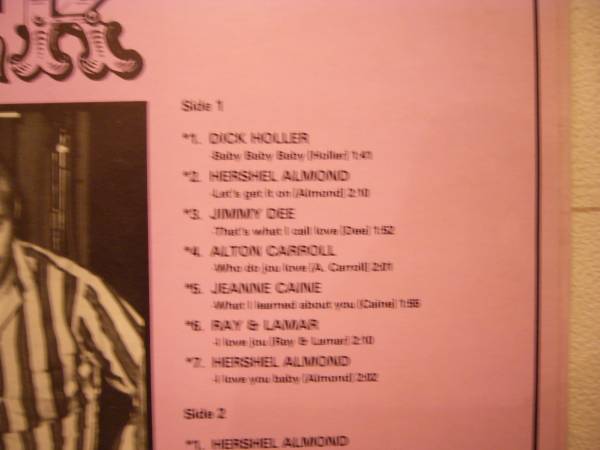 Side 1
*1. DICK HOLLER
-Baby Baby Baby (Holler) 1:41
*2. HERSHEL ALMOND
-Let's get it on (Almond) 2:10
*3. JIMMY DEE
-That's what I call love (Dee) 1:52
*4. ALTON CARROLL
-Who do you love (A. Carroll) 2:01
*5. JEANNE CAINE
-What I learned about you (Caine) 1:55
*6. RAY & LAMAR
-I love you (Ray & Lamar) 2:10
*7. HERSHEL ALMOND
-I love you baby (Almond) 2:02
Side 2
*1. HERSHEL ALMOND